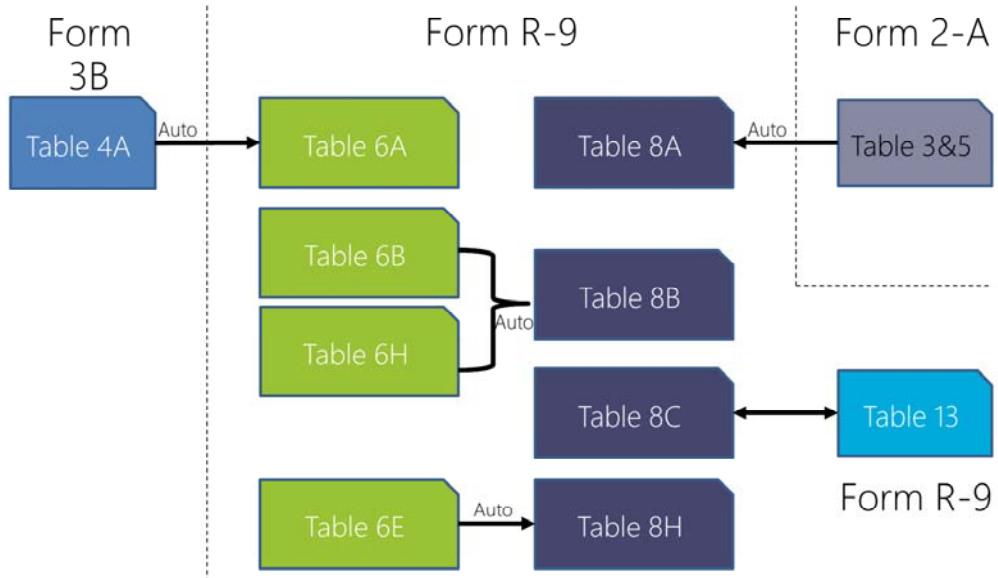 Form
3B
Form R-9
Form 2-A
Table 4A
Auto
Table 6A
Table 8A
Auto
Table 3&5
Table 6B
Table 8B
Auto
Table 6H
Table 8C
Table 13
Form R-9
Table 6E
Auto
Table 8H